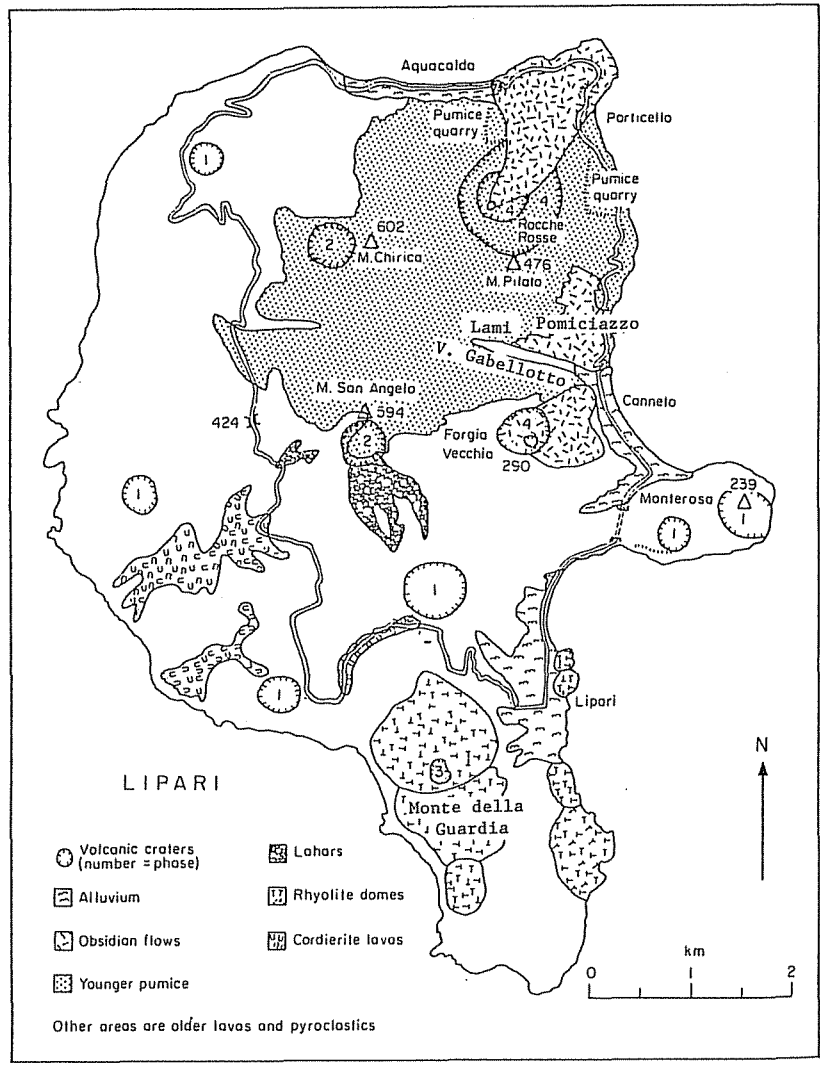 Aquacalda
Pumice
quarry
Porticello
Pumice
quarry
1
4
4
Rocche
Rosse
602
2
M. Chirica
476
M. Pilato
Lami
Pomiciazzo
V. Gabellotto
M. San Angelo
594
424
2
Canneto
4
Forgia
Vecchia
290
239
Monterosa
1
1
1
1
1
Lipari
3
N
LIPARI
Monte della
Guardia
Volcanic craters
(number = phase)
Lahars
Alluvium
Rhyolite domes
Obsidian flows
Cordierite lavas
Younger pumice
km
0 1 2
Other areas are older lavas and pyroclastics